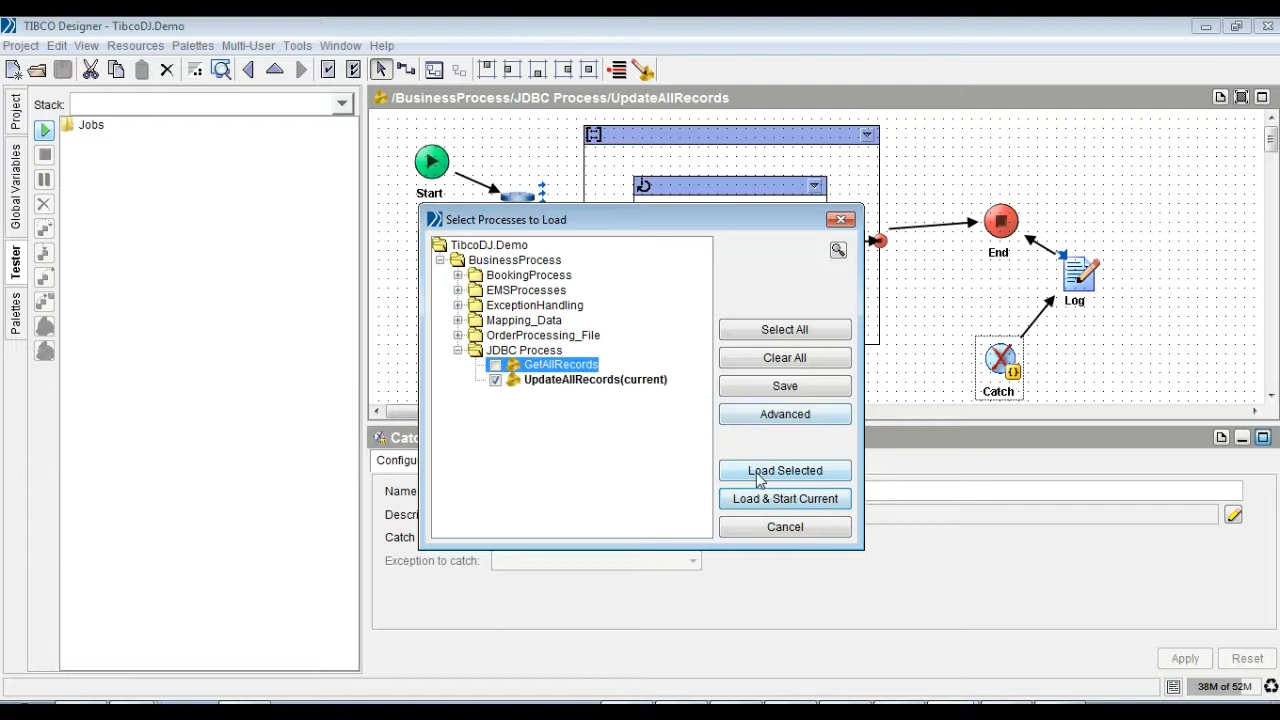 TIBCO Designer - TibcoDJ.Demo
Project Edit View Resources Palettes Multi-User Tools Window Help
Project
Global Variables
Tester
Palettes
Stack:
Jobs
/BusinessProcess/JDBC Process/UpdateAllRecords
Start
End
Log
Catch
Select Processes to Load
TibcoDJ.Demo
BusinessProcess
BookingProcess
EMSProcesses
ExceptionHandling
Mapping_Data
OrderProcessing_File
JDBC Process
GetAllRecords
UpdateAllRecords(current)
Select All
Clear All
Save
Advanced
Load Selected
Load & Start Current
Cancel
Catc
Configu
Name
Descri
Catch
Exception to catch:
Apply Reset
38M of 52M